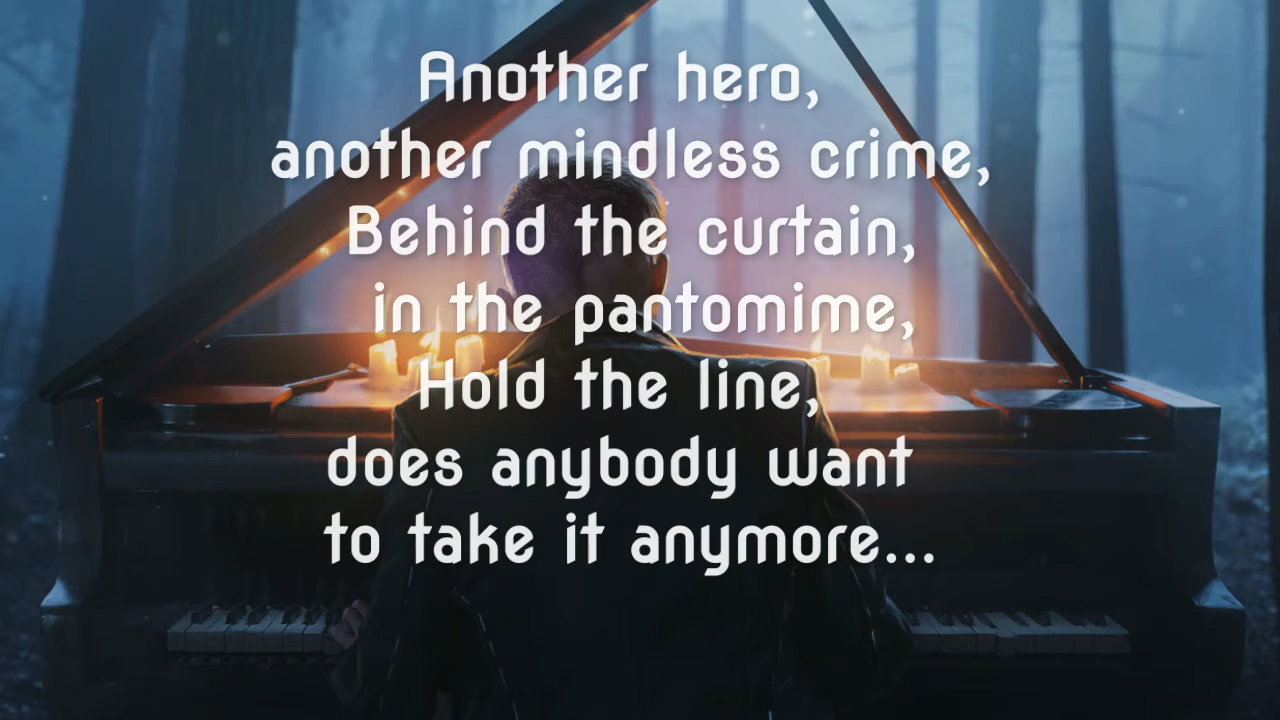 Another hero,
another mindless crime,
Behind the curtain,
in the pantomime,
Hold the line,
does anybody want
to take it anymore...